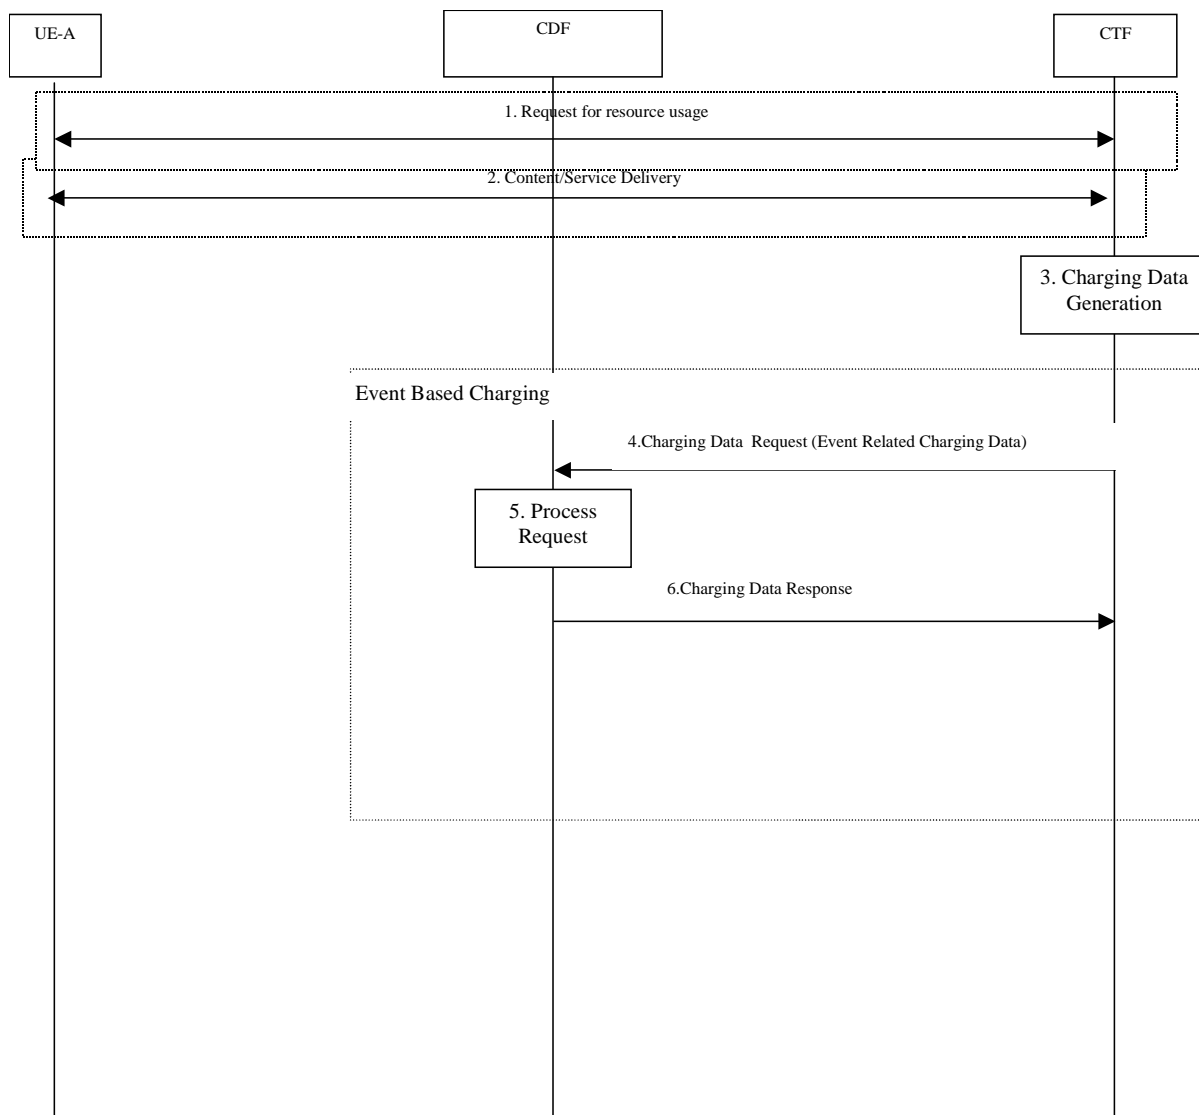 UE-A
CDF
CTF
1. Request for resource usage
2. Content/Service Delivery
3. Charging Data
Generation
Event Based Charging
4.Charging Data  Request (Event Related Charging Data)
5. Process
Request
6.Charging Data Response